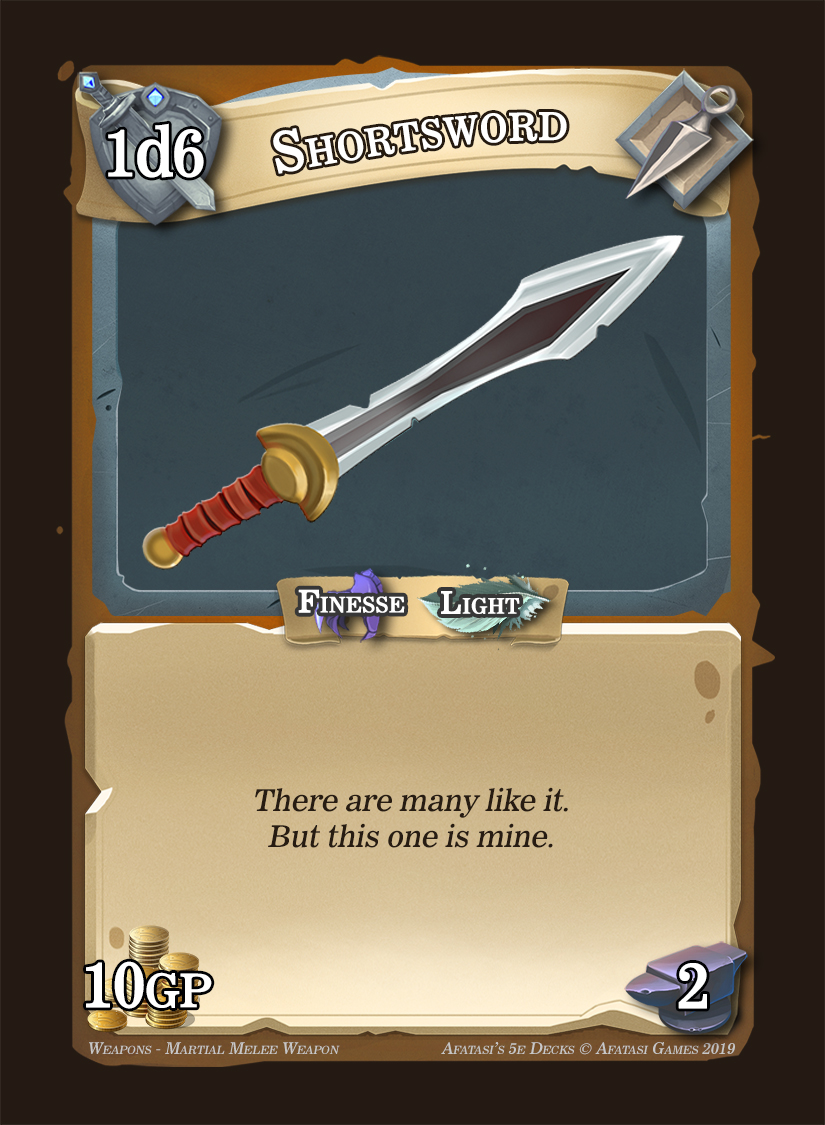 1d6
Shortsword
Finesse Light
There are many like it.
But this one is mine.
10GP
2
Weapons - Martial Melee Weapon
Afatasi's 5e Decks © Afatasi Games 2019